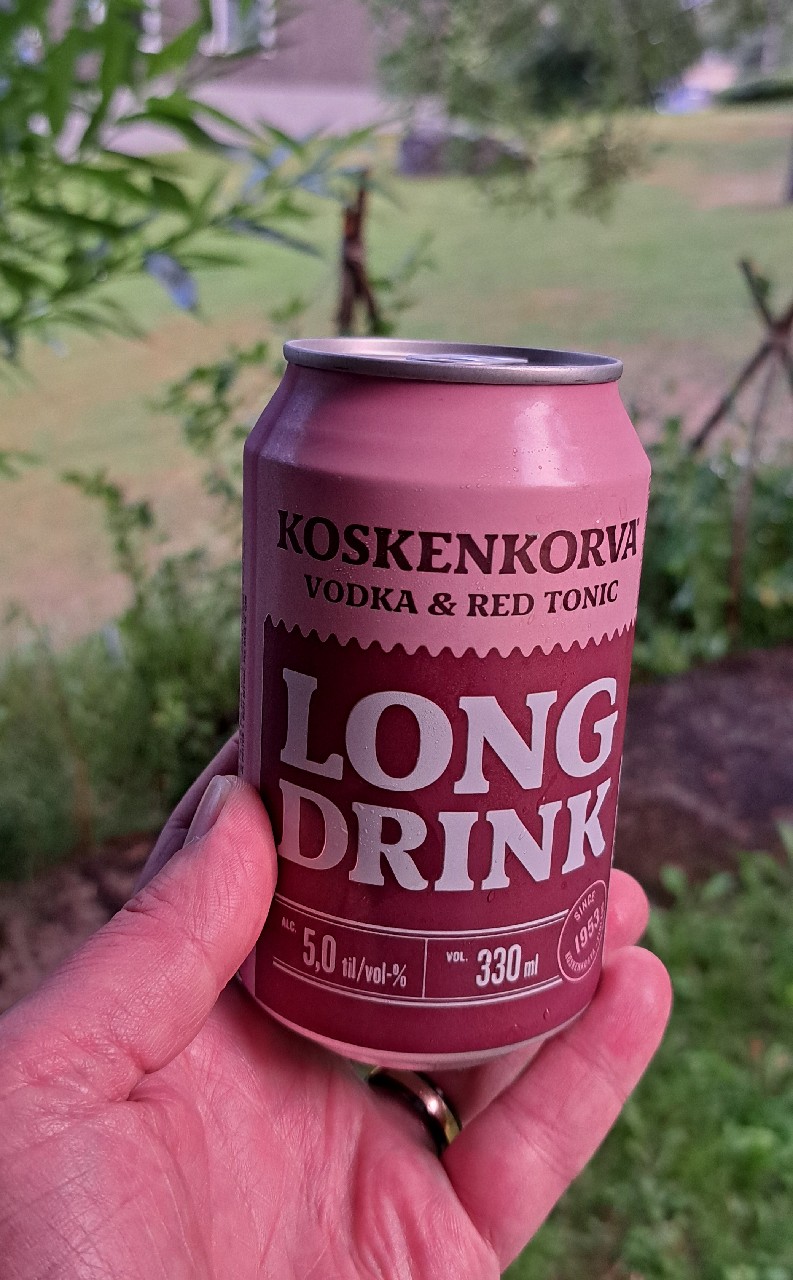 KOSKENKORVA
VODKA & RED TONIC
LONG
DRINK
ALC. 5,0 til/vol-%
VOL. 330 ml
SINCE
1953